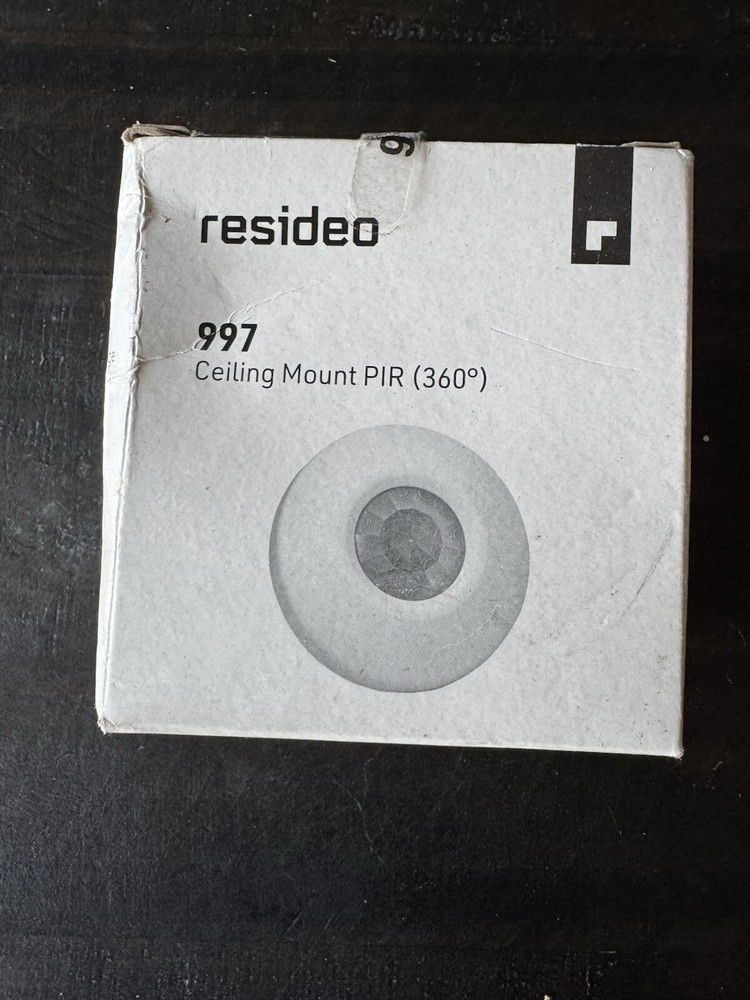 resideo
997
Ceiling Mount PIR (360°)